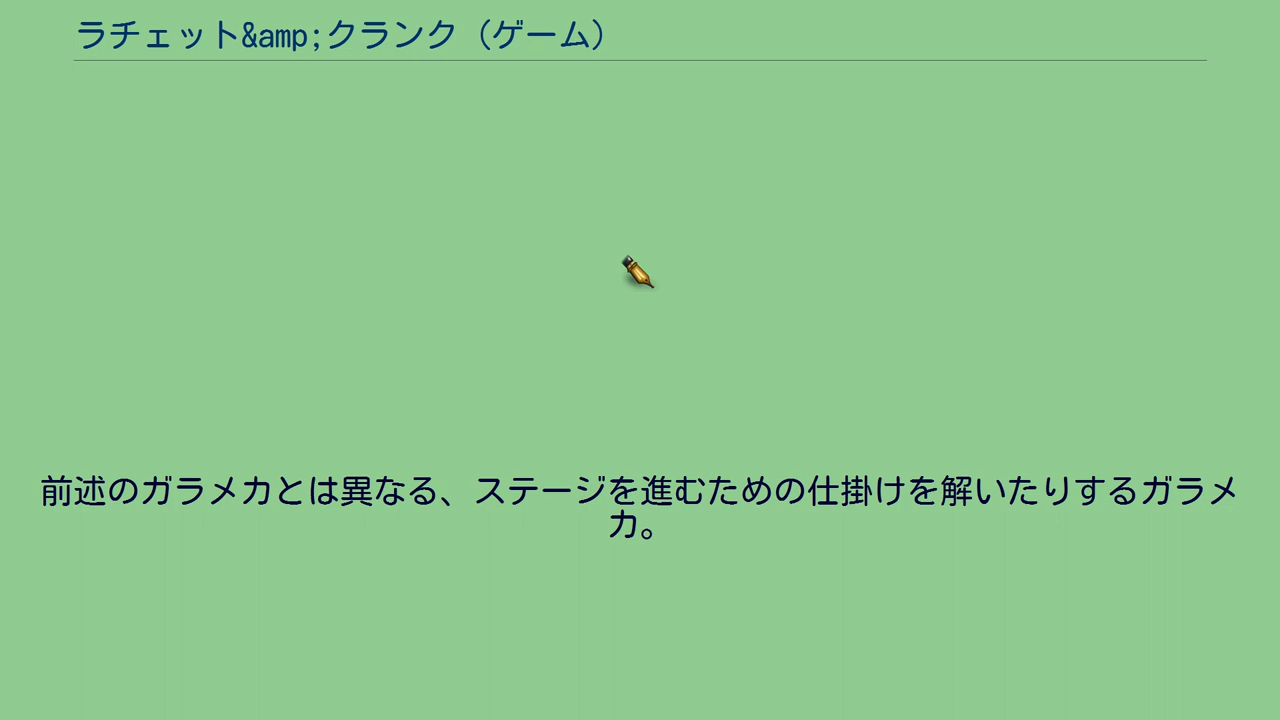 ラチェット&amp;クランク（ゲーム）
前述のガラメカとは異なる、ステージを進むための仕掛けを解いたりするガラメ
カ。